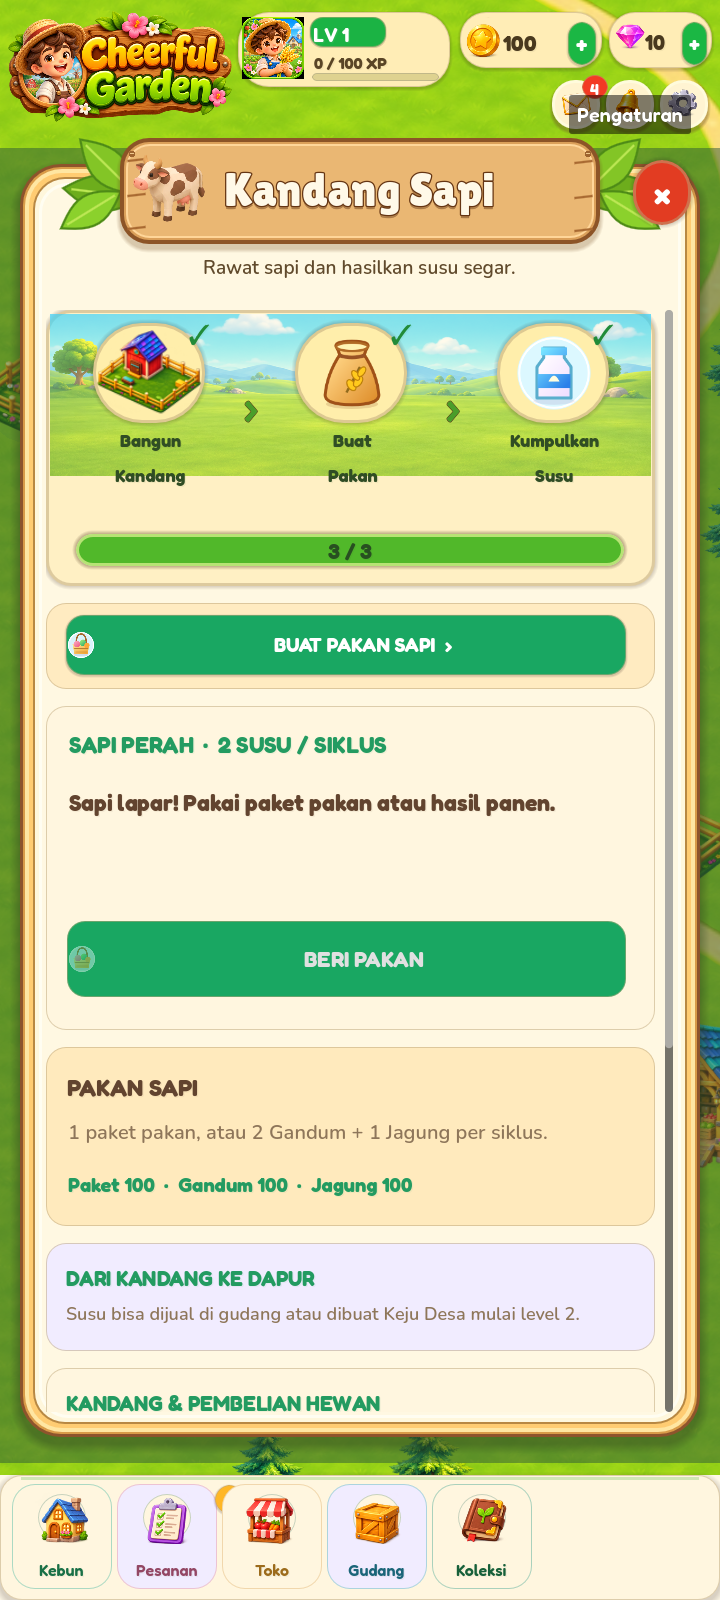 Cheerful
Garden
LV 1
0 / 100 XP
100
+
10
+
4
Pengaturan
Kandang Sapi
Rawat sapi dan hasilkan susu segar.
Bangun
Kandang
Buat
Pakan
Kumpulkan
Susu
3 / 3
BUAT PAKAN SAPI ›
SAPI PERAH · 2 SUSU / SIKLUS
Sapi lapar! Pakai paket pakan atau hasil panen.
BERI PAKAN
PAKAN SAPI
1 paket pakan, atau 2 Gandum + 1 Jagung per siklus.
Paket 100 · Gandum 100 · Jagung 100
DARI KANDANG KE DAPUR
Susu bisa dijual di gudang atau dibuat Keju Desa mulai level 2.
KANDANG & PEMBELIAN HEWAN
Kebun
Pesanan
Toko
Gudang
Koleksi